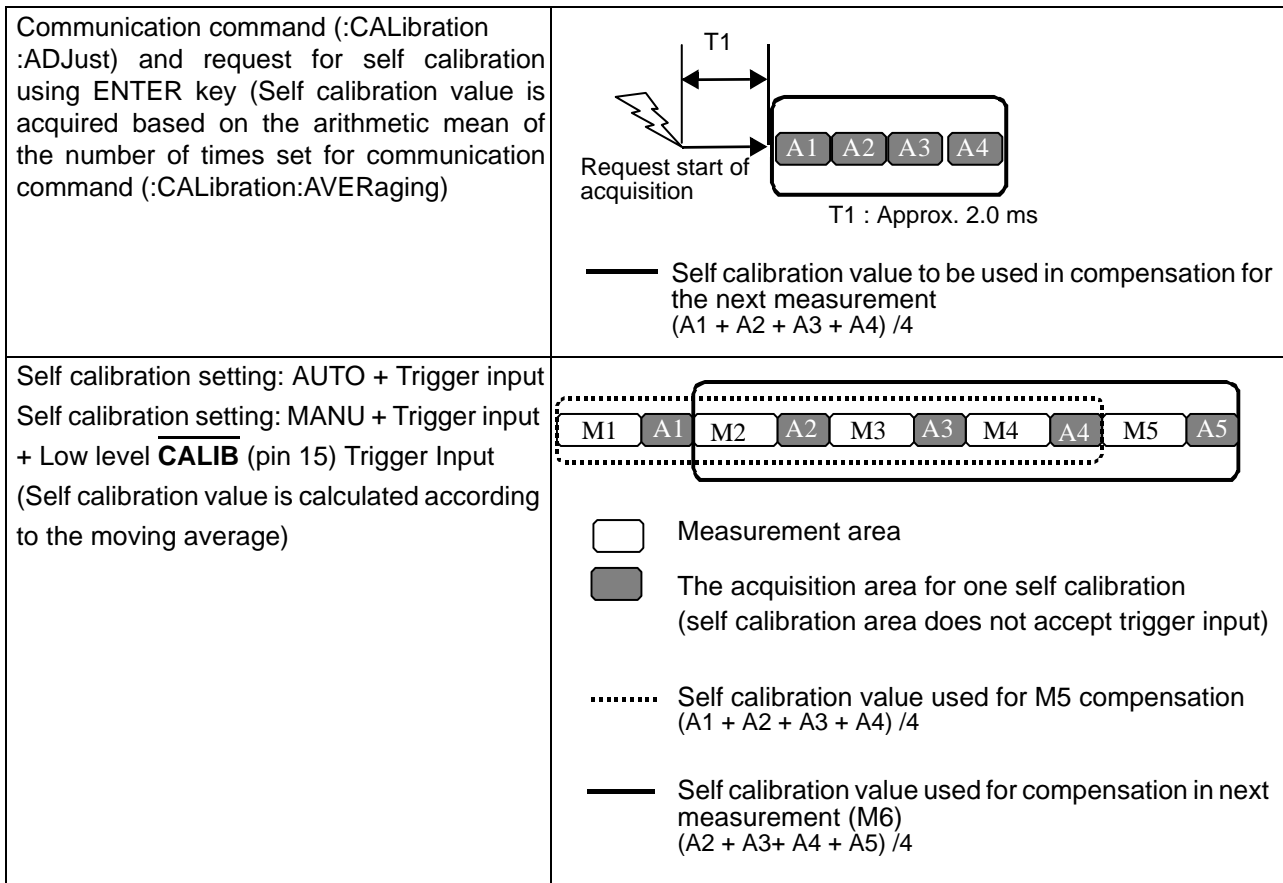 Communication command (:CALibration
:ADJust) and request for self calibration
using ENTER key (Self calibration value is
acquired based on the arithmetic mean of
the number of times set for communication
command (:CALibration:AVERaging)
T1
Request start of
acquisition
A1 A2 A3 A4
T1 : Approx. 2.0 ms
Self calibration value to be used in compensation for
the next measurement
(A1 + A2 + A3 + A4) /4
Self calibration setting: AUTO + Trigger input
Self calibration setting: MANU + Trigger input
+ Low level CALIB (pin 15) Trigger Input
(Self calibration value is calculated according
to the moving average)
M1 A1 M2 A2 M3 A3 M4 A4 M5 A5
Measurement area
The acquisition area for one self calibration
(self calibration area does not accept trigger input)
Self calibration value used for M5 compensation
(A1 + A2 + A3 + A4) /4
Self calibration value used for compensation in next
measurement (M6)
(A2 + A3+ A4 + A5) /4